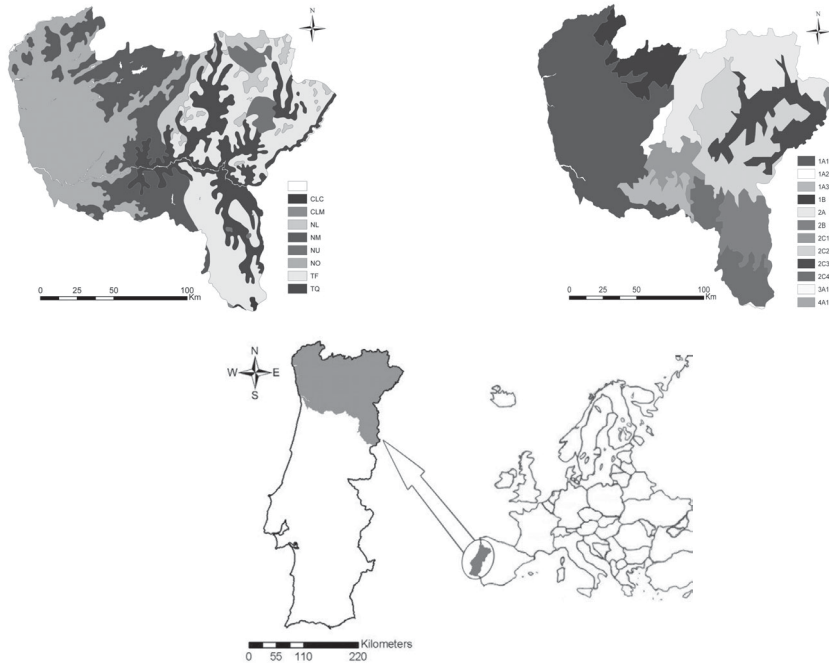 N
CLC
CLM
NL
NM
NU
NO
TF
TQ
0 25 50 100
Km
N
1A1
1A2
1A3
1B
2A
2B
2C1
2C2
2C3
2C4
3A1
4A1
0 25 50 100
Km
N
W E
S
Kilometers
0 55 110 220